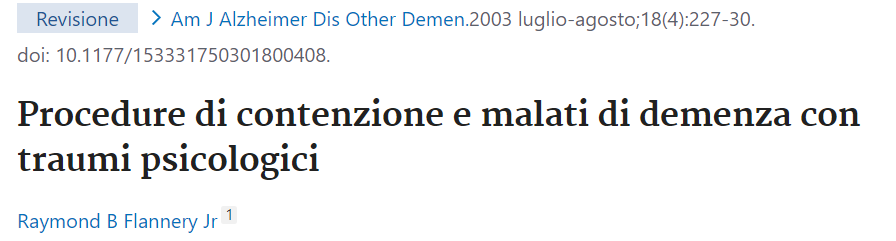 Revisione > Am J Alzheimer Dis Other Demen.2003 luglio-agosto;18(4):227-30.
doi: 10.1177/153331750301800408.
Procedure di contenzione e malati di demenza con
traumi psicologici
Raymond B Flannery Jr 1